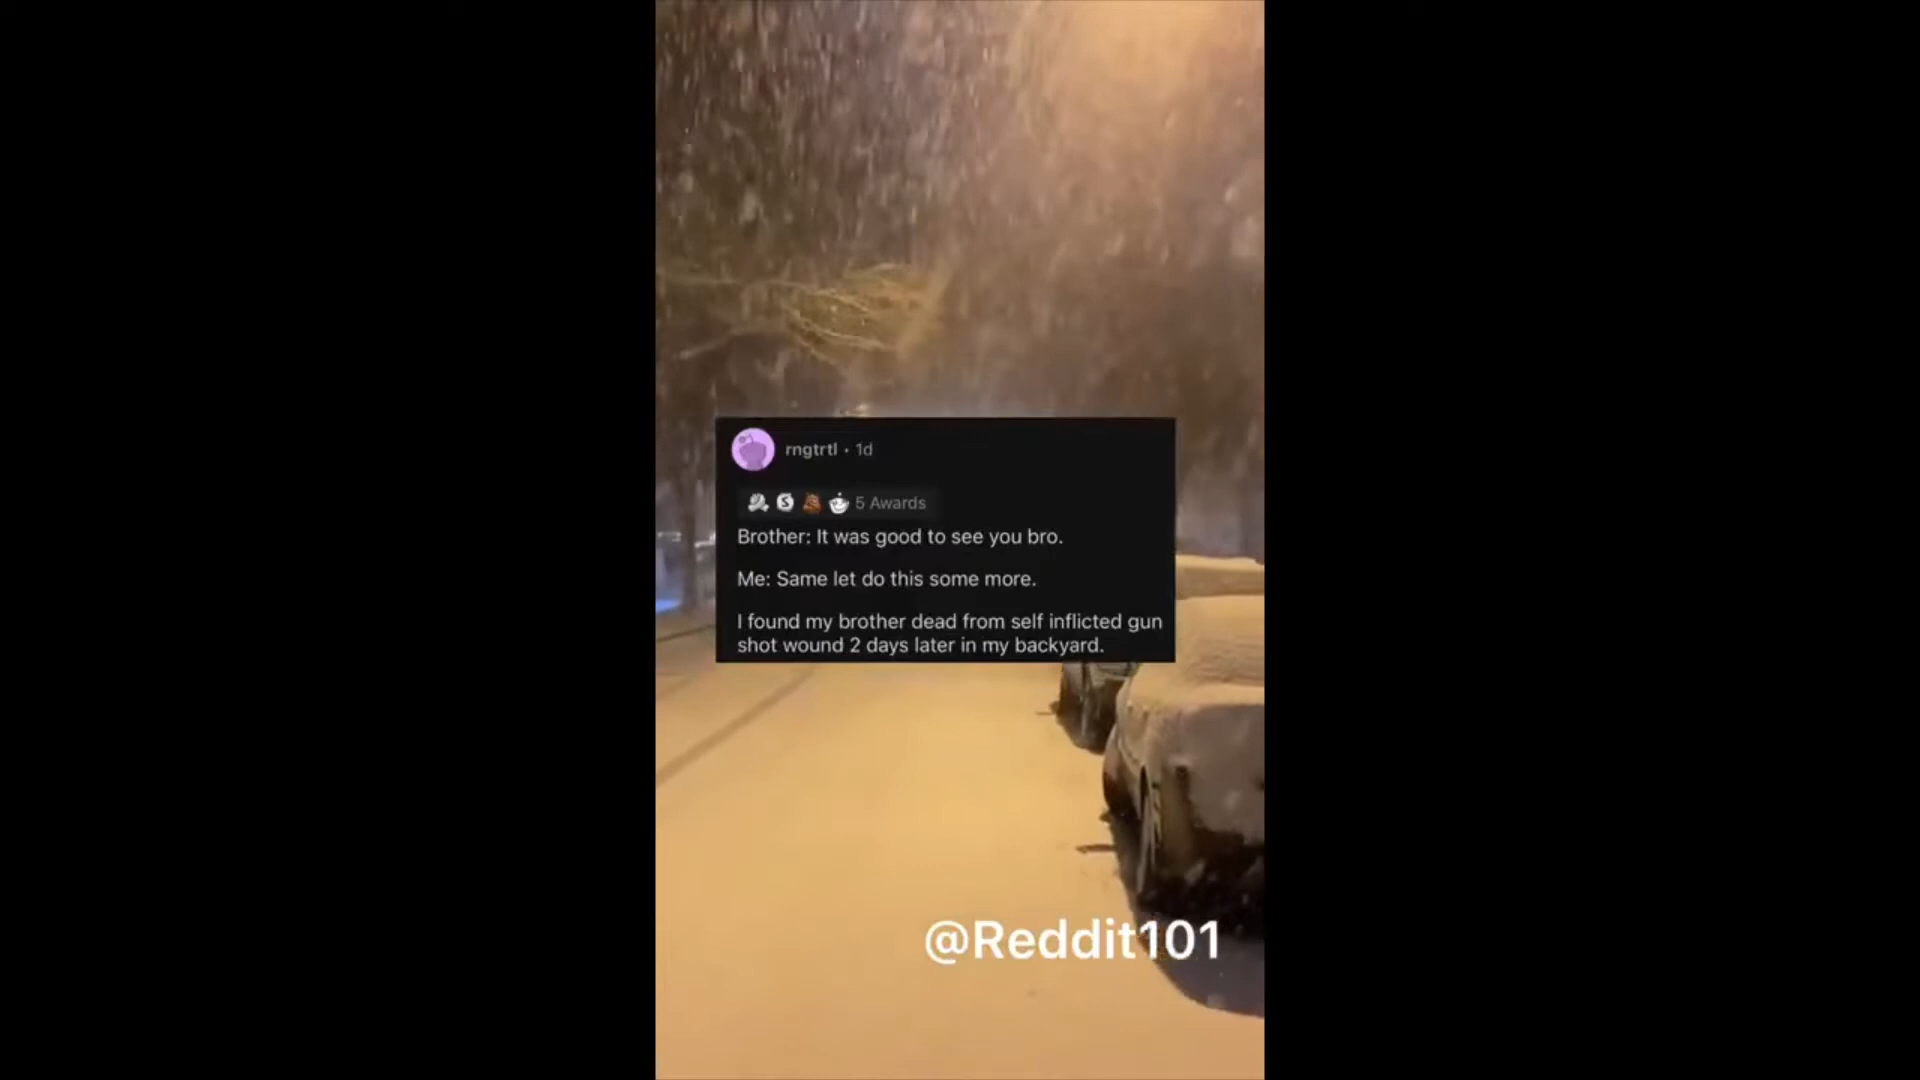 rngtrtl · 1d
5 Awards
Brother: It was good to see you bro.
Me: Same let do this some more.
I found my brother dead from self inflicted gun
shot wound 2 days later in my backyard.
@Reddit101